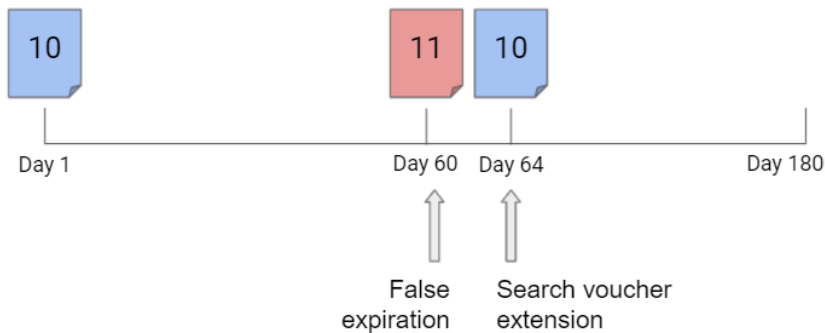 10
11
10
Day 1
Day 60
Day 64
Day 180
False
expiration
Search voucher
extension